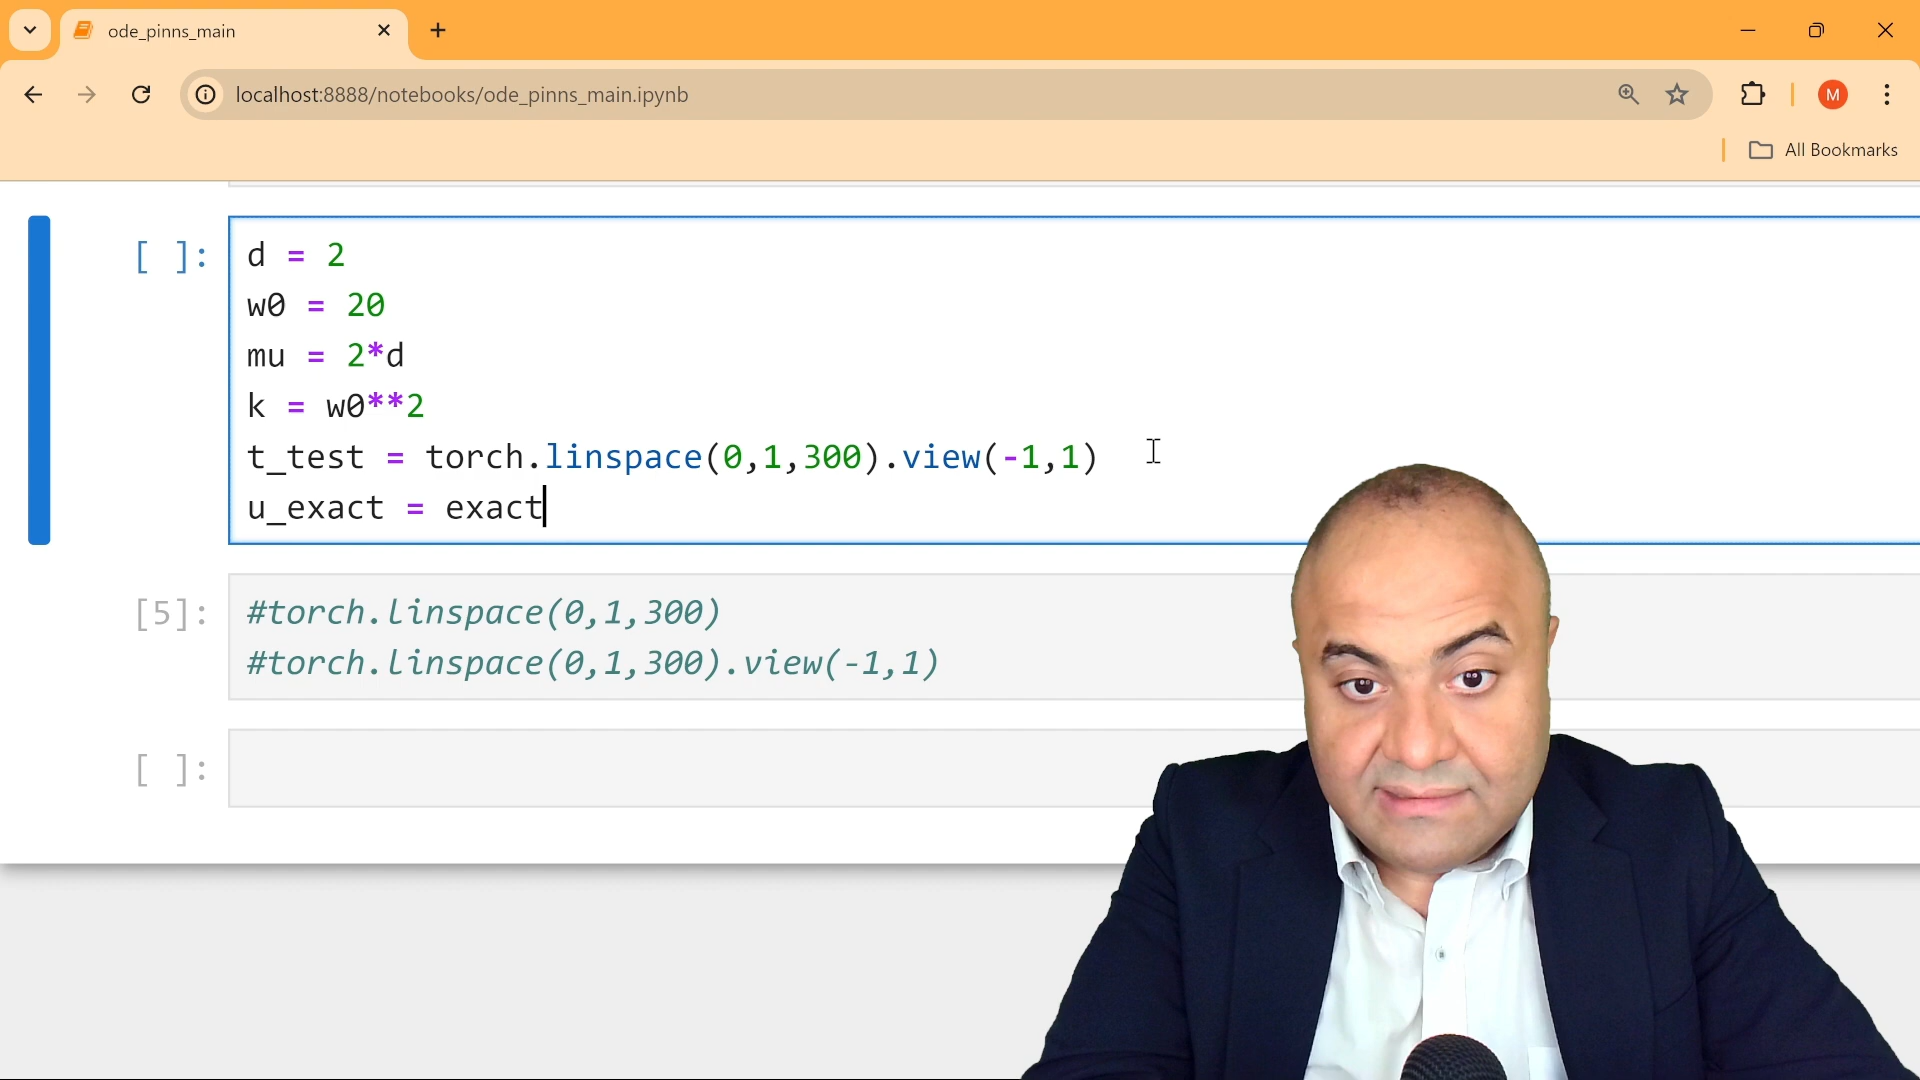 ode_pinns_main
localhost:8888/notebooks/ode_pinns_main.ipynb
M
All Bookmarks
[ ]:
d = 2
w0 = 20
mu = 2*d
k = w0**2
t_test = torch.linspace(0,1,300).view(-1,1)
u_exact = exact
[5]:
#torch.linspace(0,1,300)
#torch.linspace(0,1,300).view(-1,1)
[ ]: